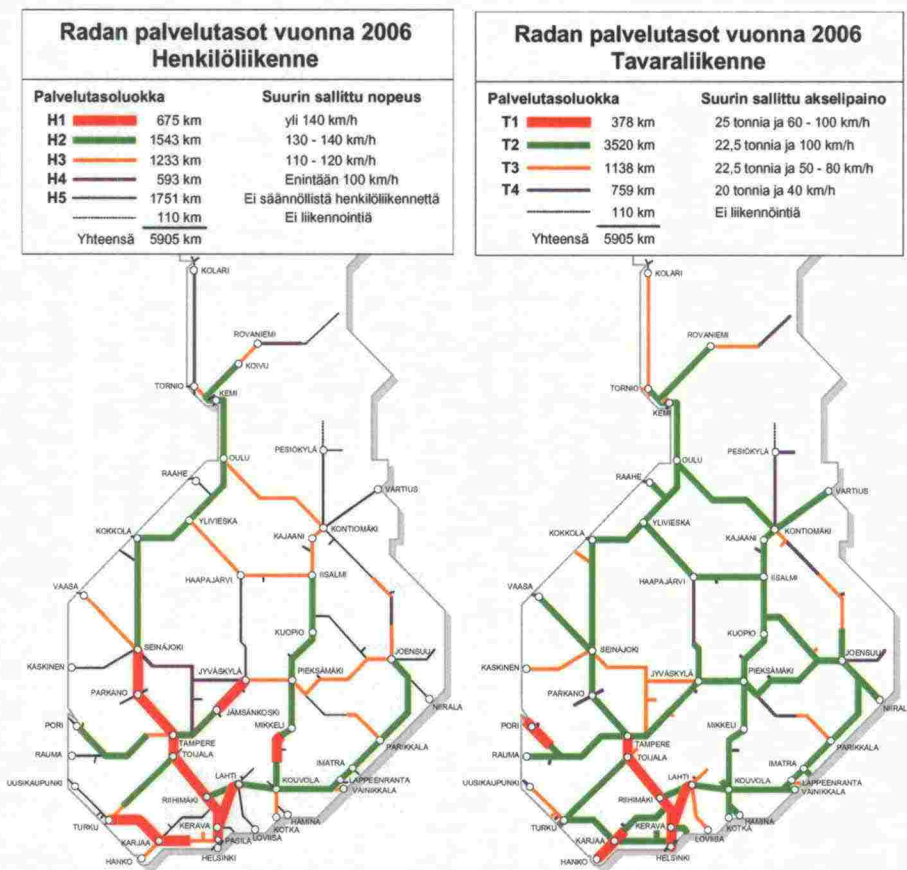 Radan palvelutasot vuonna 2006
Henkilöliikenne
Palvelutasoluokka Suurin sallittu nopeus
H1 675 km yli 140 km/h
H2 1543 km 130 - 140 km/h
H3 1233 km 110 - 120 km/h
H4 593 km Enintään 100 km/h
H5 1751 km Ei säännöllistä henkilöliikennettä
110 km Ei liikennointiä
Yhteensä 5905 km
KOLARI
ROVANIEMI
KOIVU
TORNIO
KEMI
OULU
PESIÖKYLÄ
RAAHE
VARTIUS
YLIVIESKA
KOKKOLA
KONTIOMÄKI
KAJAANI
HAAPAJÄRVI
IISALMI
VAASA
KUOPIO
SEINÄJOKI
JOENSUU
KASKINEN
JYVÄSKYLÄ
PIEKSÄMÄKI
PARKANO
JÄMSÄNKOSKI
NIIRALA
PORI
MIKKELI
TAMPERE
PARIKKALA
RAUMA
TOIJALA
IMATRA
UUSIKAUPUNKI
LAHTI
KOUVOLA
LAPPEENRANTA
VAINIKKALA
RIIHIMÄKI
TURKU
KERAVA
HAMINA
KOTKA
LOVIISA
KARJAA
PASILA
HELSINKI
HANKO
Radan palvelutasot vuonna 2006
Tavaraliikenne
Palvelutasoluokka Suurin sallittu akselipaino
T1 378 km 25 tonnia ja 60 - 100 km/h
T2 3520 km 22,5 tonnia ja 100 km/h
T3 1138 km 22,5 tonnia ja 50 - 80 km/h
T4 759 km 20 tonnia ja 40 km/h
110 km Ei liikennöintiä
Yhteensä 5905 km
KOLARI
ROVANIEMI
TORNIO
KEMI
OULU
PESIÖKYLÄ
RAAHE
VARTIUS
YLIVIESKA
KOKKOLA
KONTIOMÄKI
KAJAANI
HAAPAJÄRVI
IISALMI
VAASA
KUOPIO
SEINÄJOKI
JOENSUU
KASKINEN
JYVÄSKYLÄ
PIEKSÄMÄKI
PARKANO
NIIRALA
PORI
MIKKELI
TAMPERE
PARIKKALA
RAUMA
TOIJALA
IMATRA
UUSIKAUPUNKI
LAHTI
KOUVOLA
LAPPEENRANTA
VAINIKKALA
RIIHIMÄKI
TURKU
KERAVA
HAMINA
KOTKA
LOVIISA
KARJAA
HELSINKI
HANKO